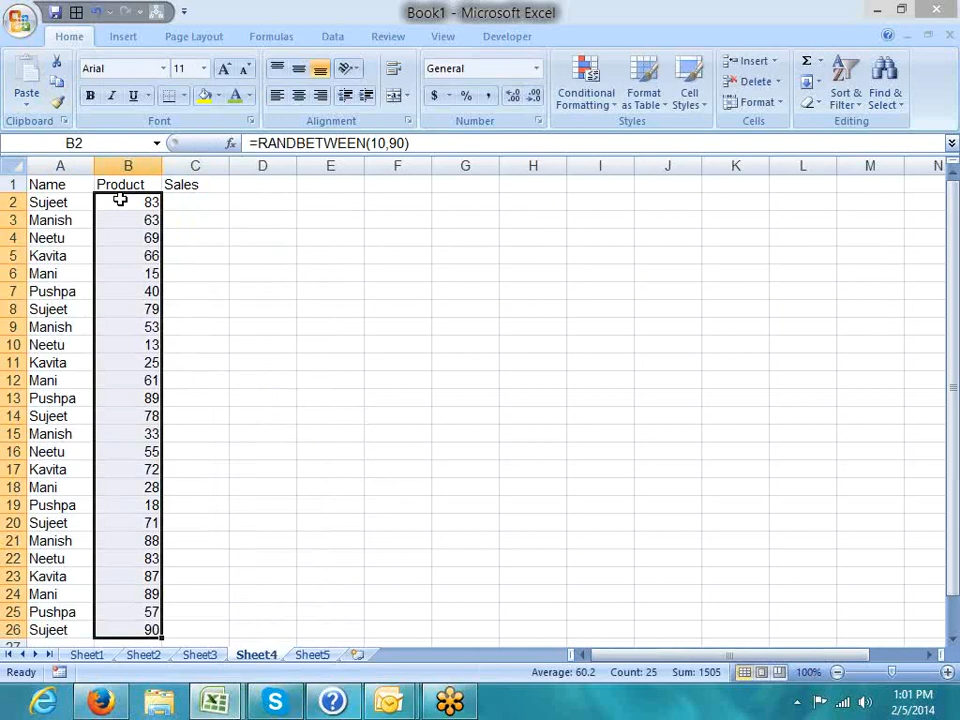 Book1 - Microsoft Excel
Home Insert Page Layout Formulas Data Review View Developer
Paste
Arial 11
B I U
General
$ % ,
Conditional Formatting
Format as Table
Cell Styles
Insert
Delete
Format
Sort & Filter
Find & Select
Clipboard Font Alignment Number Styles Cells Editing
B2 fx =RANDBETWEEN(10,90)
A B C D E F G H I J K L M N
1 Name Product Sales
2 Sujeet 83
3 Manish 63
4 Neetu 69
5 Kavita 66
6 Mani 15
7 Pushpa 40
8 Sujeet 79
9 Manish 53
10 Neetu 13
11 Kavita 25
12 Mani 61
13 Pushpa 89
14 Sujeet 78
15 Manish 33
16 Neetu 55
17 Kavita 72
18 Mani 28
19 Pushpa 18
20 Sujeet 71
21 Manish 88
22 Neetu 83
23 Kavita 87
24 Mani 89
25 Pushpa 57
26 Sujeet 90
27
Sheet1 Sheet2 Sheet3 Sheet4 Sheet5
Ready Average: 60.2 Count: 25 Sum: 1505 100%
1:01 PM
2/5/2014